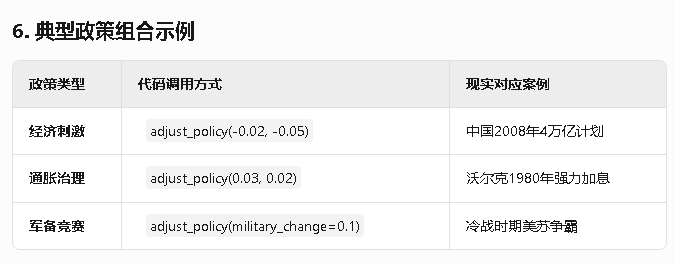 6. 典型政策组合示例
政策类型 代码调用方式 现实对应案例
经济刺激 adjust_policy(-0.02, -0.05) 中国2008年4万亿计划
通胀治理 adjust_policy(0.03, 0.02) 沃尔克1980年强力加息
军备竞赛 adjust_policy(military_change=0.1) 冷战时期美苏争霸